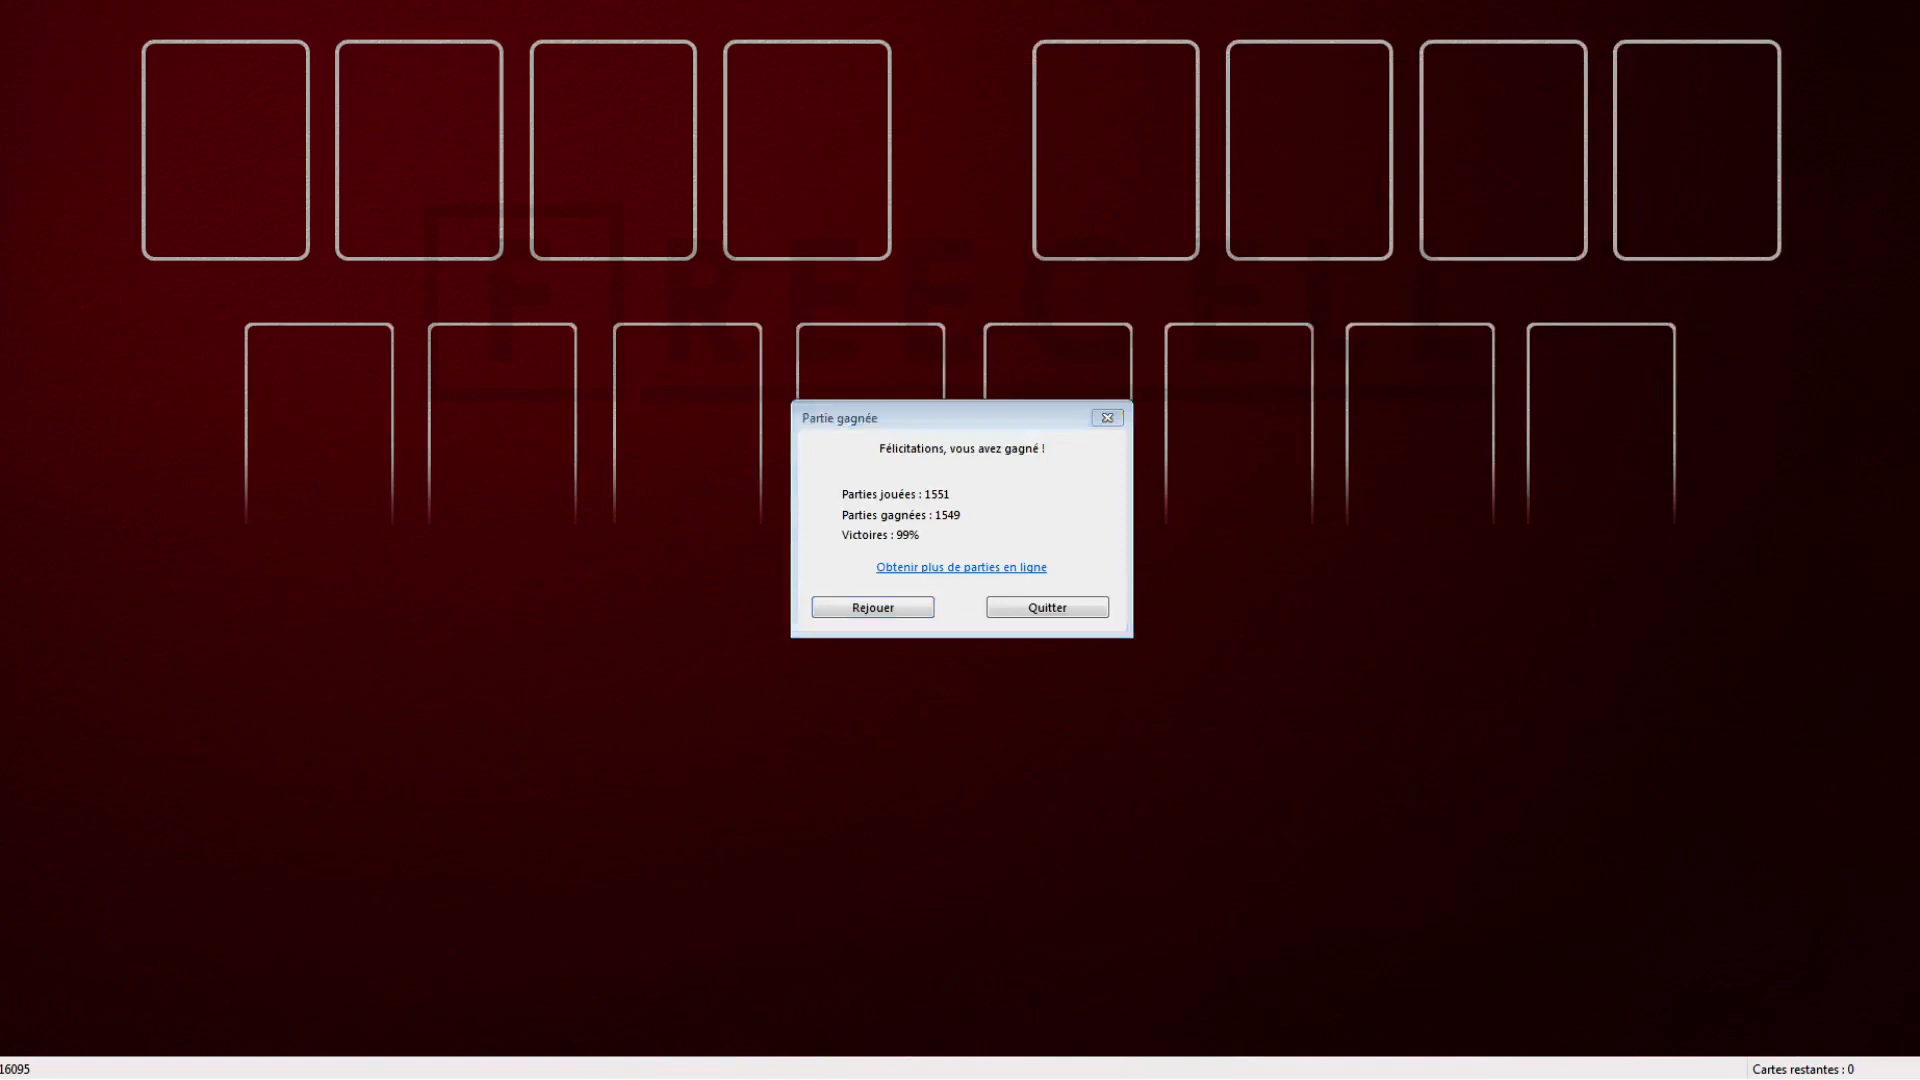 FREECELL
Partie gagnée
Félicitations, vous avez gagné !
Parties jouées : 1551
Parties gagnées : 1549
Victoires : 99%
Obtenir plus de parties en ligne
Rejouer
Quitter
16095
Cartes restantes : 0